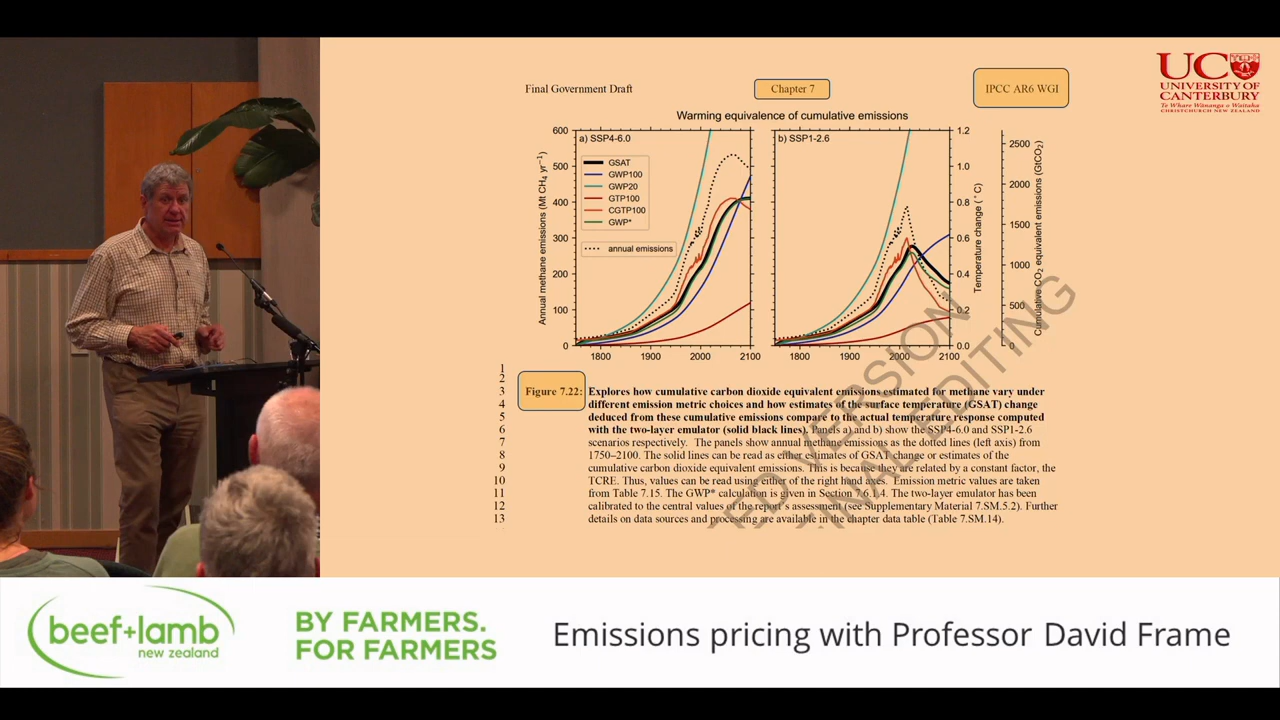 Final Government Draft
Chapter 7
IPCC AR6 WGI
UC
UNIVERSITY OF
CANTERBURY
Te Whare Wānanga o Waitaha
CHRISTCHURCH NEW ZEALAND
Warming equivalence of cumulative emissions
a) SSP4-6.0
b) SSP1-2.6
GSAT
GWP100
GWP20
GTP100
CGTP100
GWP*
annual emissions
Annual methane emissions (Mt CH₄ yr⁻¹)
600
500
400
300
200
100
0
1800 1900 2000 2100
1800 1900 2000 2100
1.2
1.0
0.8
0.6
0.4
0.2
0.0
Temperature change (°C)
2500
2000
1500
1000
500
0
Cumulative CO₂ equivalent emissions (GtCO₂)
1
2
3 Figure 7.22: Explores how cumulative carbon dioxide equivalent emissions estimated for methane vary under
4 different emission metric choices and how estimates of the surface temperature (GSAT) change
5 deduced from these cumulative emissions compare to the actual temperature response computed
6 with the two-layer emulator (solid black lines). Panels a) and b) show the SSP4-6.0 and SSP1-2.6
7 scenarios respectively. The panels show annual methane emissions as the dotted lines (left axis) from
8 1750–2100. The solid lines can be read as either estimates of GSAT change or estimates of the
9 cumulative carbon dioxide equivalent emissions. This is because they are related by a constant factor, the
10 TCRE. Thus, values can be read using either of the right hand axes. Emission metric values are taken
11 from Table 7.15. The GWP* calculation is given in Section 7.6.1.4. The two-layer emulator has been
12 calibrated to the central values of the report's assessment (see Supplementary Material 7.SM.5.2). Further
13 details on data sources and processing are available in the chapter data table (Table 7.SM.14).
VERSION
EDITING
beef+lamb
new zealand
BY FARMERS.
FOR FARMERS
Emissions pricing with Professor David Frame